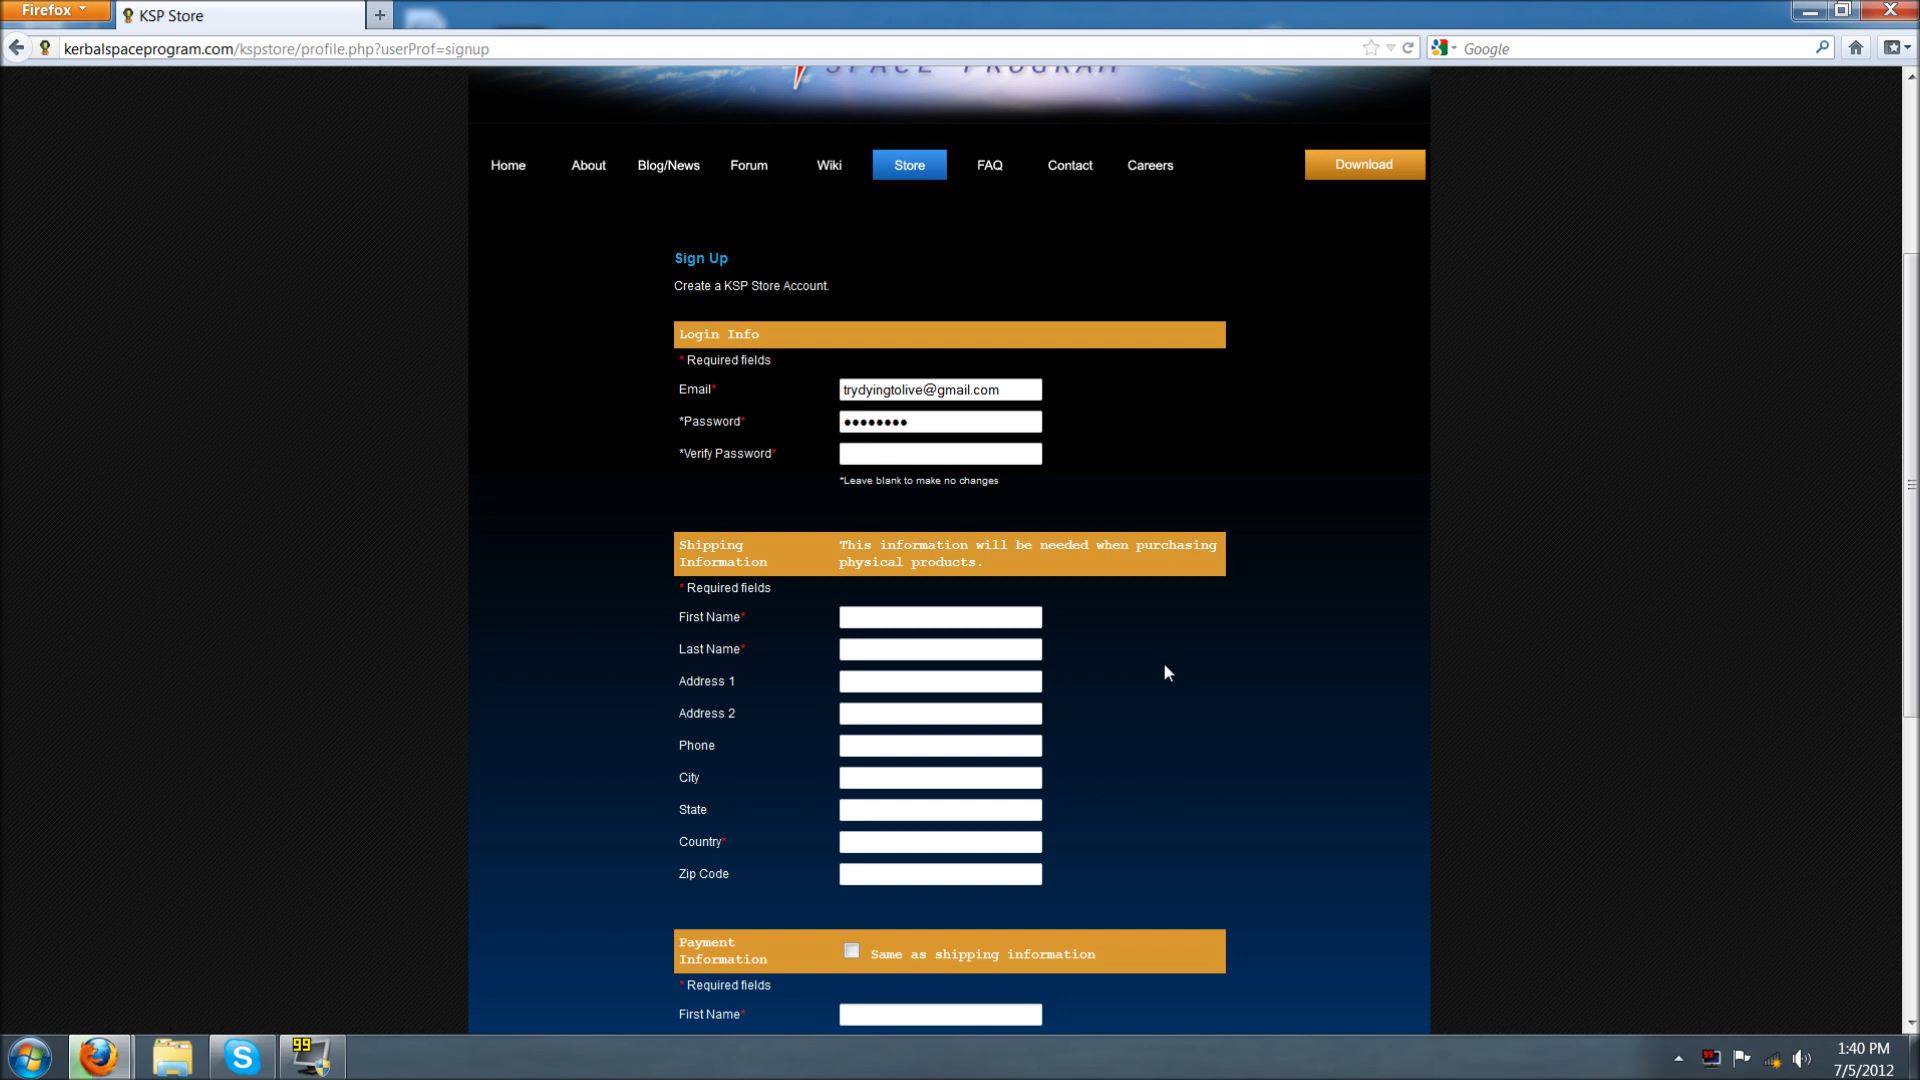 Firefox
KSP Store
kerbalspaceprogram.com/kspstore/profile.php?userProf=signup
Google
SPACE PROGRAM
Home About Blog/News Forum Wiki Store FAQ Contact Careers Download
Sign Up
Create a KSP Store Account.
Login Info
* Required fields
Email* trydyingtolive@gmail.com
*Password* ••••••••
*Verify Password*
*Leave blank to make no changes
Shipping Information
This information will be needed when purchasing
physical products.
* Required fields
First Name*
Last Name*
Address 1
Address 2
Phone
City
State
Country*
Zip Code
Payment Information
Same as shipping information
* Required fields
First Name*
99
1:40 PM
7/5/2012